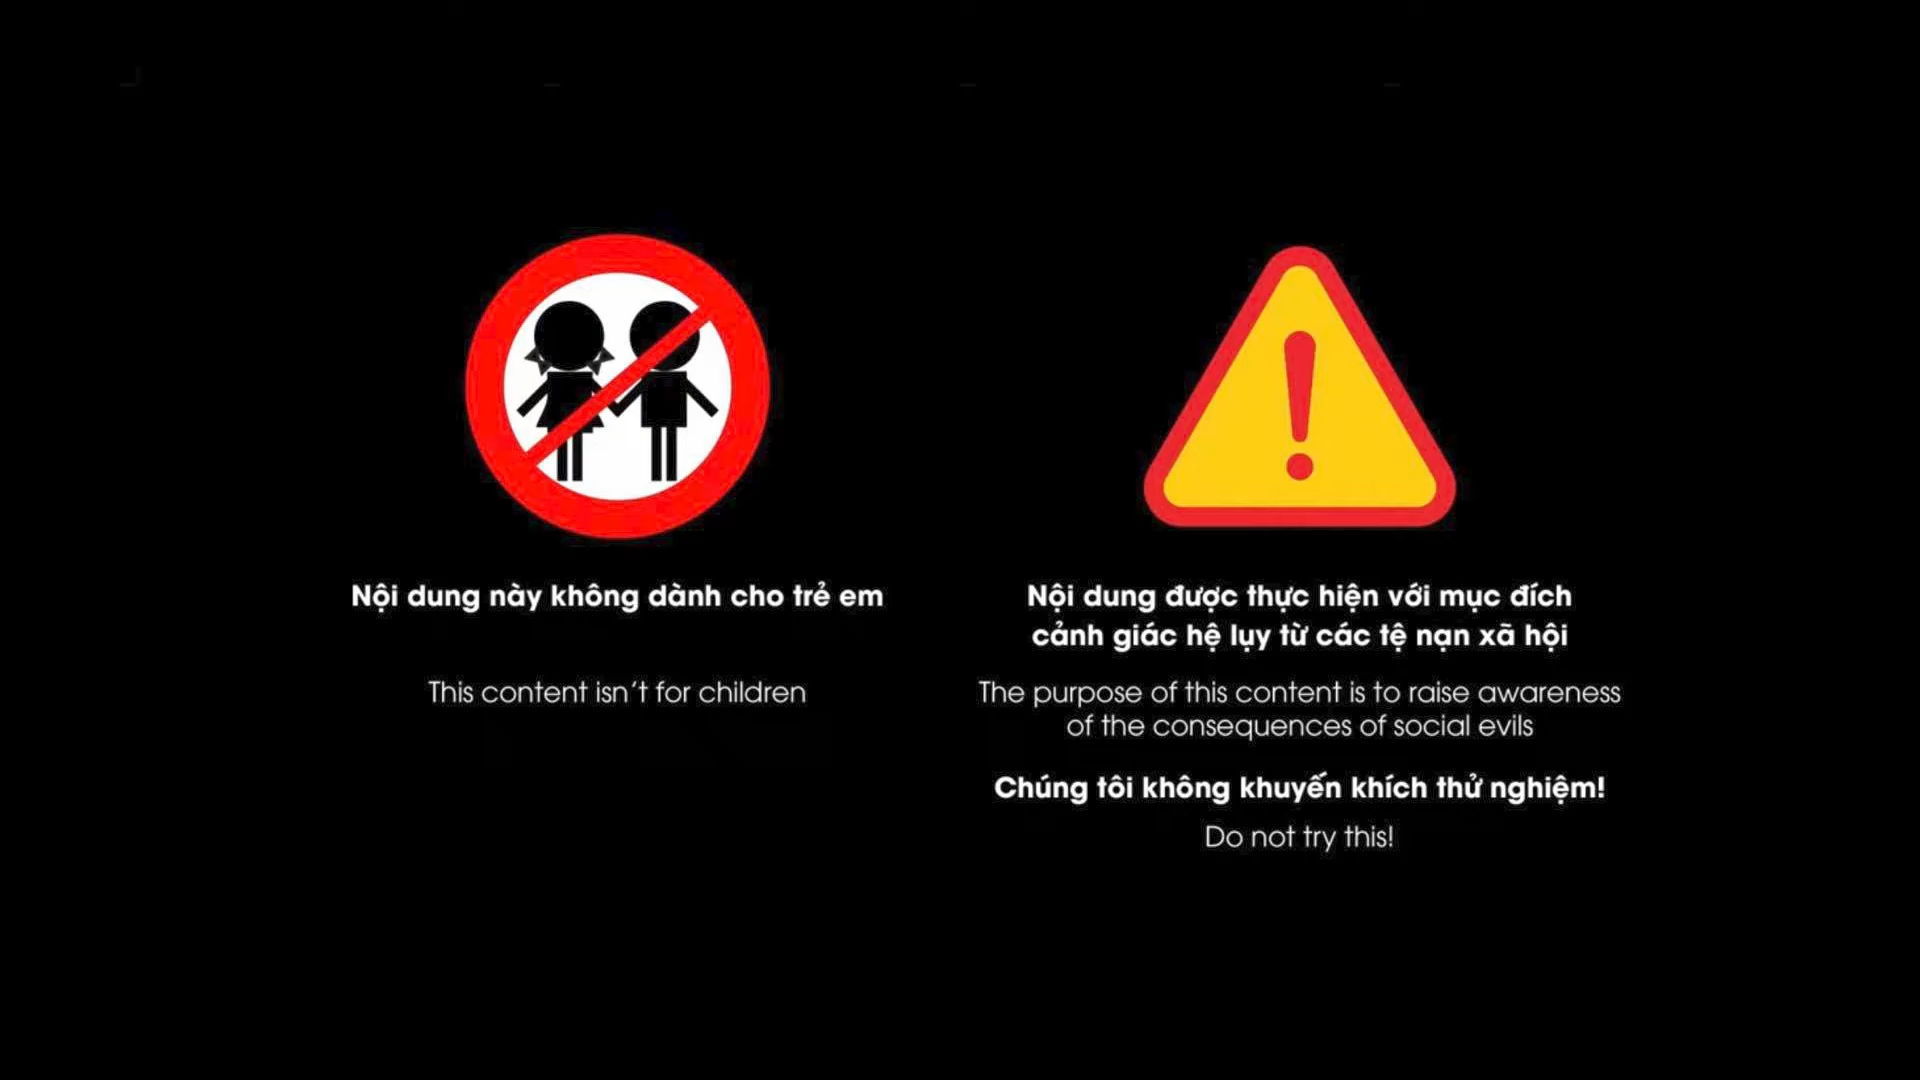 Nội dung này không dành cho trẻ em
This content isn't for children
Nội dung được thực hiện với mục đích
cảnh giác hệ lụy từ các tệ nạn xã hội
The purpose of this content is to raise awareness
of the consequences of social evils
Chúng tôi không khuyến khích thử nghiệm!
Do not try this!